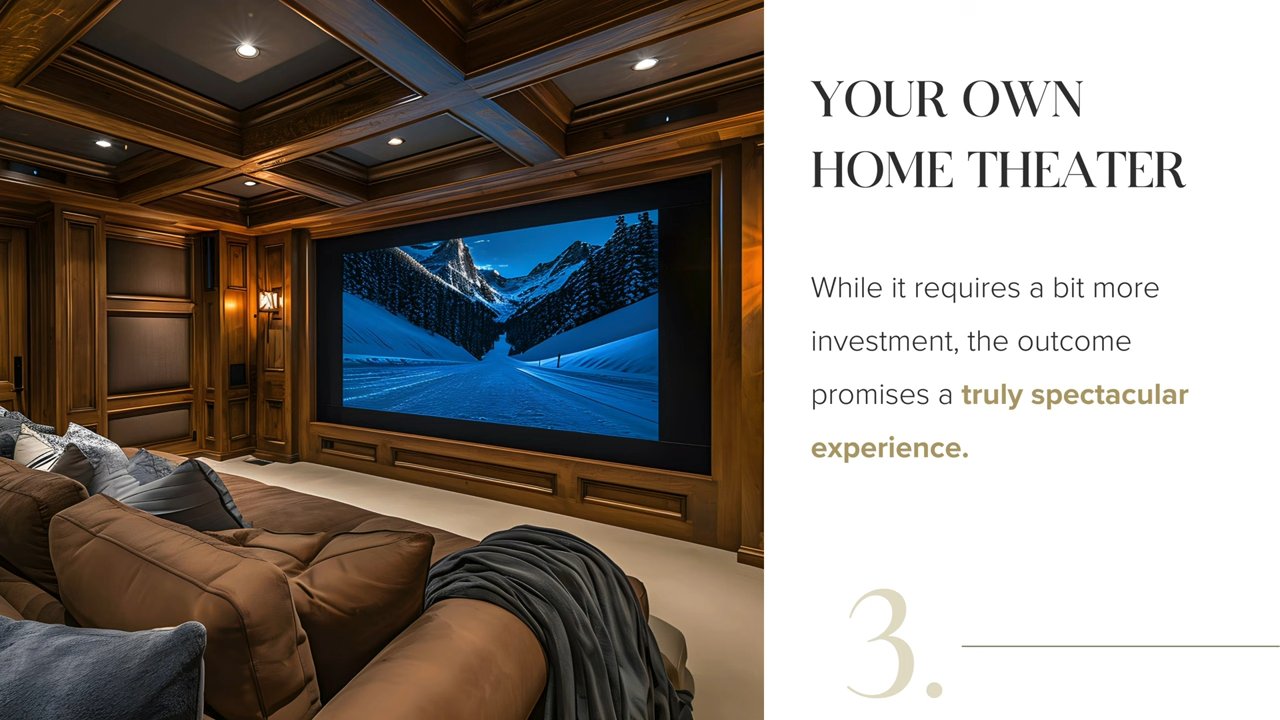 YOUR OWN
HOME THEATER
While it requires a bit more
investment, the outcome
promises a truly spectacular
experience.
3.